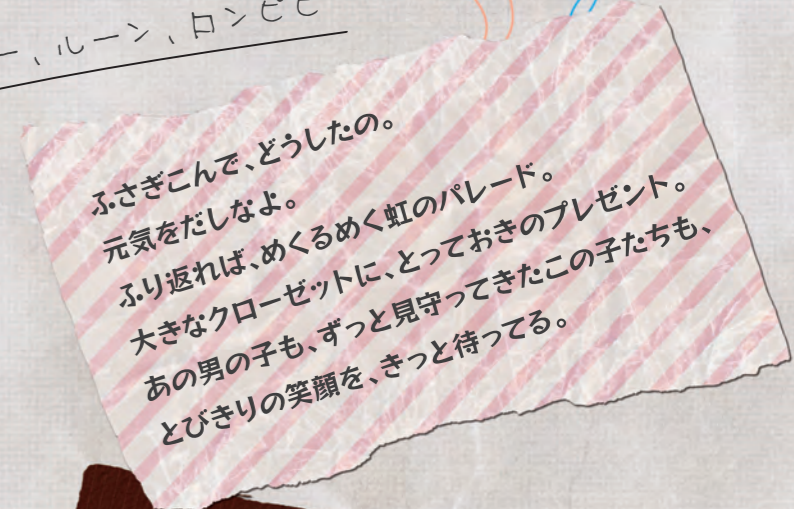 ー、ルーン、ロンピピ
ふさぎこんで、どうしたの。
元気をだしなよ。
ふり返れば、めくるめく虹のパレード。
大きなクローゼットに、とっておきのプレゼント。
あの男の子も、ずっと見守ってきたこの子たちも、
とびきりの笑顔を、きっと待ってる。